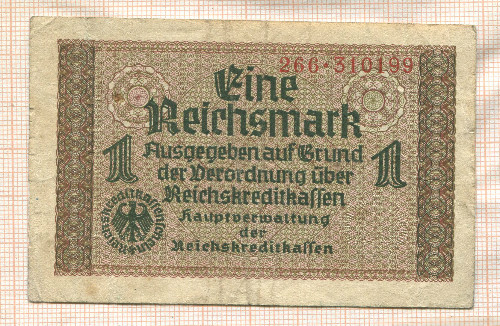 266·310199
Eine
Reichsmark
1 Ausgegeben auf Grund 1
der Verordnung über
Reichskreditkassen
Hauptverwaltung
der
Reichskreditkassen